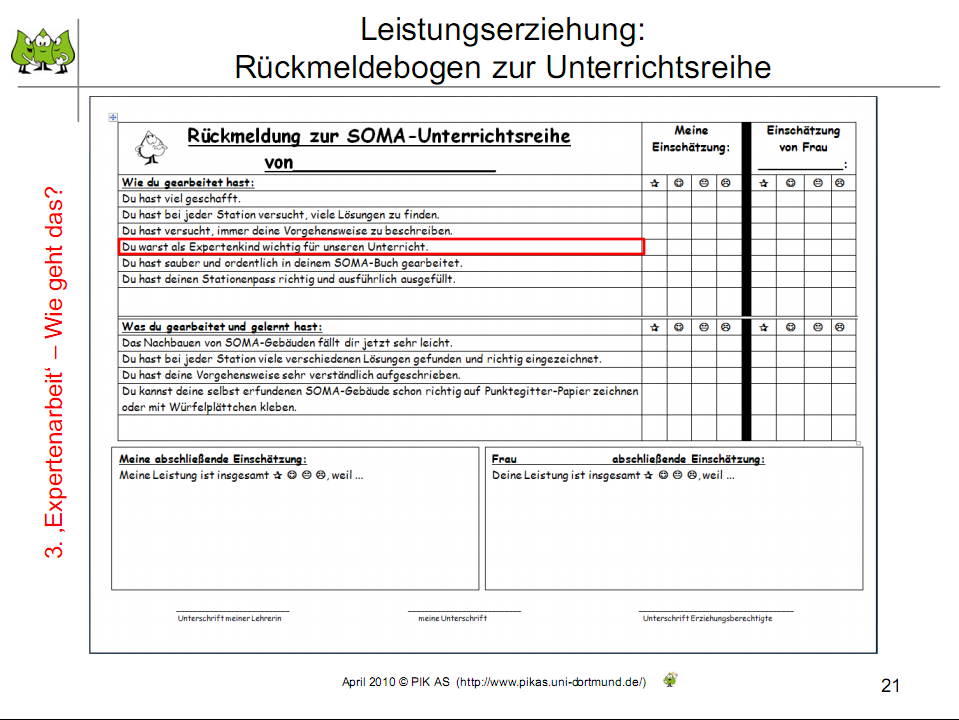 Leistungserziehung:
Rückmeldebogen zur Unterrichtsreihe
3. ‚Expertenarbeit‘ – Wie geht das?
Rückmeldung zur SOMA-Unterrichtsreihe
von__________________
Meine
Einschätzung:
Einschätzung
von Frau
____________:
Wie du gearbeitet hast:
✰ ☺ 😐 ☹ ✰ ☺ 😐 ☹
Du hast viel geschafft.
Du hast bei jeder Station versucht, viele Lösungen zu finden.
Du hast versucht, immer deine Vorgehensweise zu beschreiben.
Du warst als Expertenkind wichtig für unseren Unterricht.
Du hast sauber und ordentlich in deinem SOMA-Buch gearbeitet.
Du hast deinen Stationenpass richtig und ausführlich ausgefüllt.
Was du gearbeitet und gelernt hast:
✰ ☺ 😐 ☹ ✰ ☺ 😐 ☹
Das Nachbauen von SOMA-Gebäuden fällt dir jetzt sehr leicht.
Du hast bei jeder Station viele verschiedenen Lösungen gefunden und richtig eingezeichnet.
Du hast deine Vorgehensweise sehr verständlich aufgeschrieben.
Du kannst deine selbst erfundenen SOMA-Gebäude schon richtig auf Punktegitter-Papier zeichnen
oder mit Würfelplättchen kleben.
Meine abschließende Einschätzung:
Meine Leistung ist insgesamt ✰ ☺ 😐 ☹, weil ...
Frau abschließende Einschätzung:
Deine Leistung ist insgesamt ✰ ☺ 😐 ☹, weil ...
Unterschrift meiner Lehrerin
meine Unterschrift
Unterschrift Erziehungsberechtigte
April 2010 © PIK AS (http://www.pikas.uni-dortmund.de/)
21